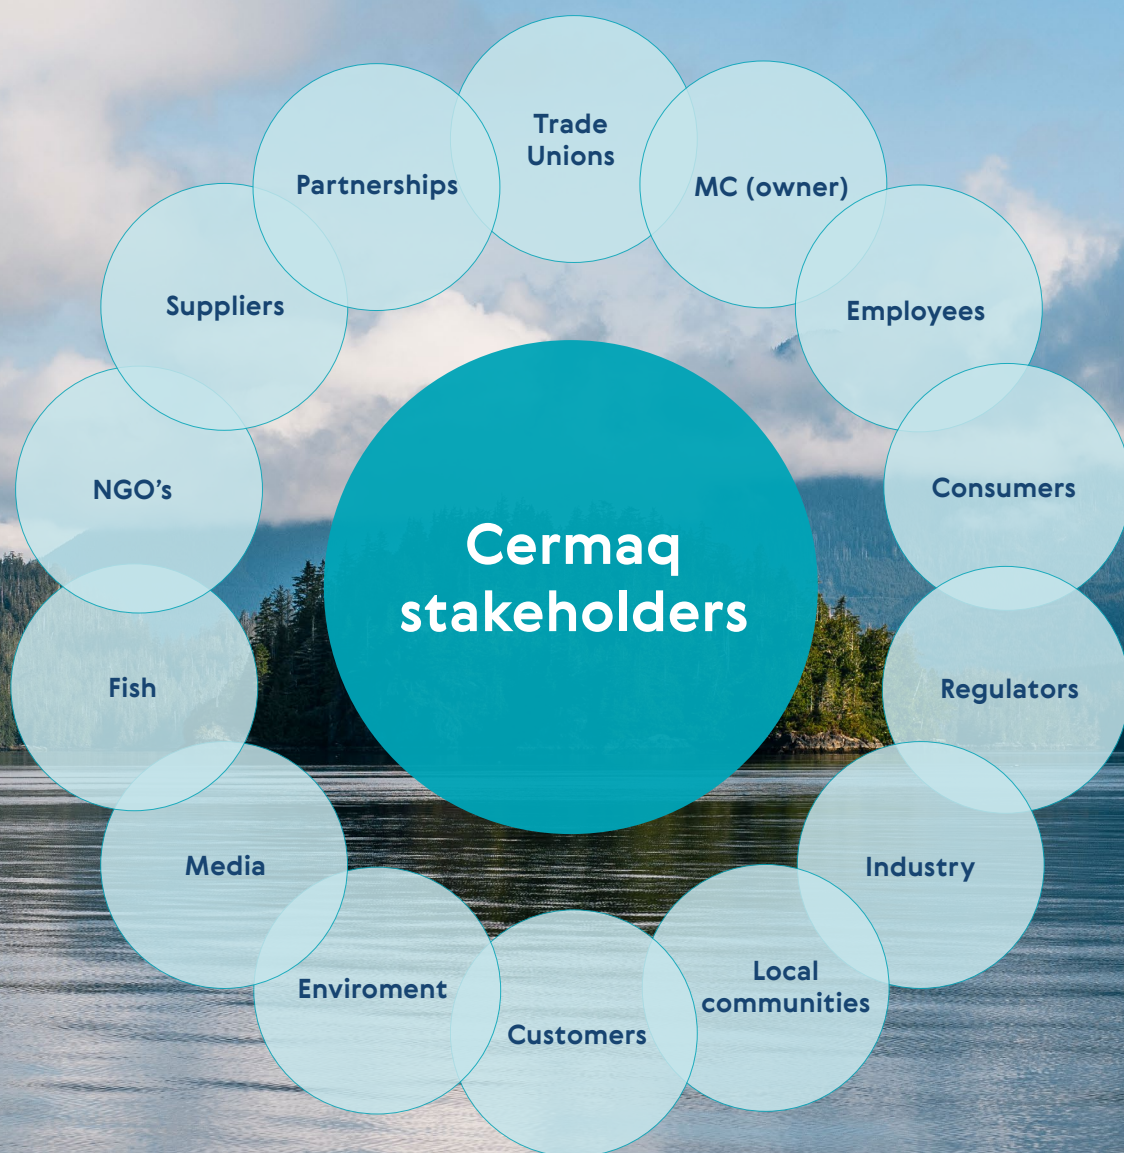 Trade
Unions
MC (owner)
Partnerships
Employees
Suppliers
Consumers
NGO’s
Cermaq
stakeholders
Fish
Regulators
Media
Industry
Enviroment
Local
communities
Customers